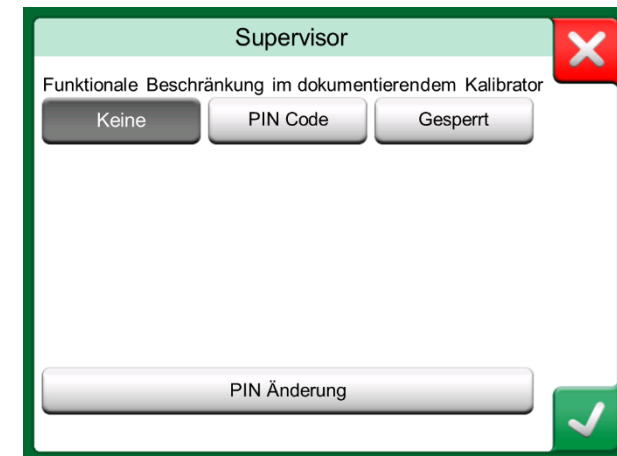 Supervisor
Funktionale Beschränkung im dokumentierendem Kalibrator
Keine PIN Code Gesperrt
PIN Änderung